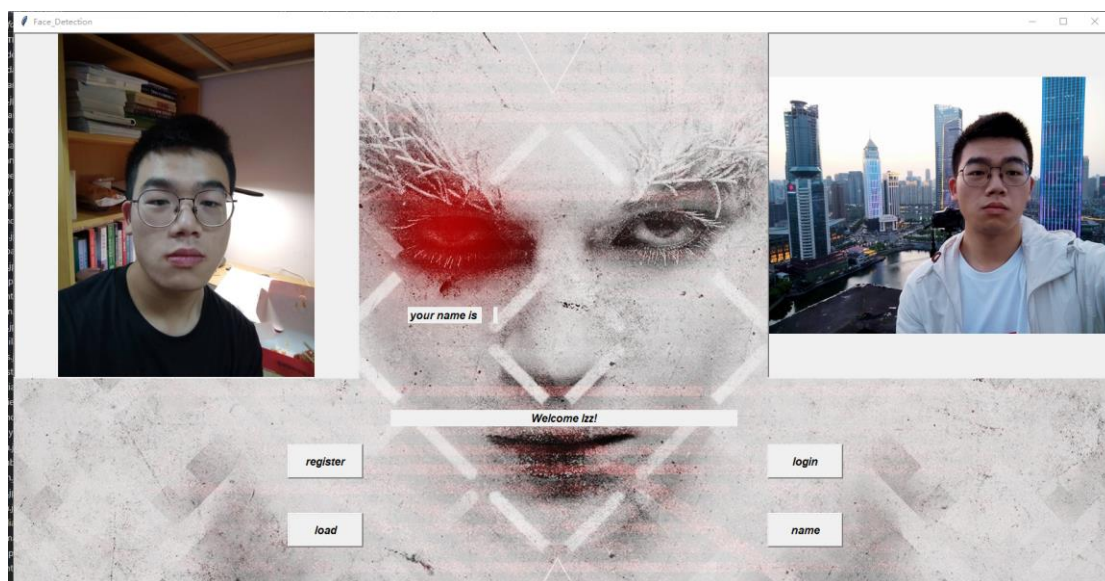 Face_Detection
your name is
Welcome lzz!
register
login
load
name